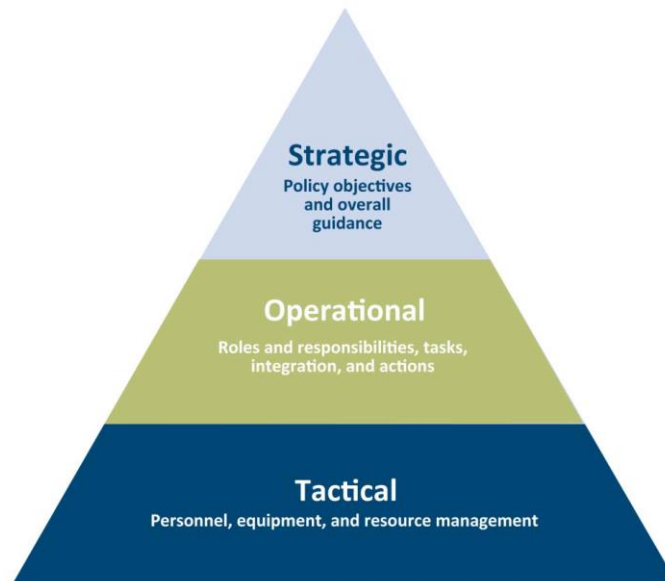 Strategic
Policy objectives
and overall
guidance
Operational
Roles and responsibilities, tasks,
integration, and actions
Tactical
Personnel, equipment, and resource management